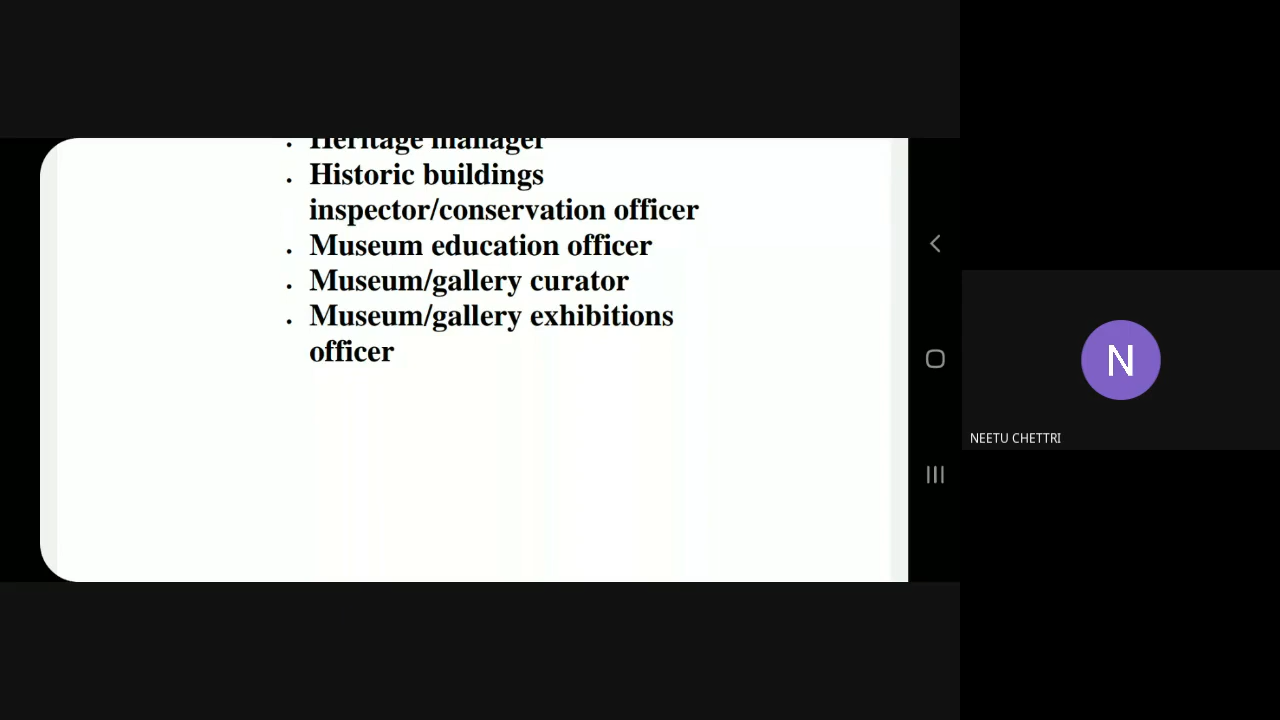 • Heritage manager
• Historic buildings
inspector/conservation officer
• Museum education officer
• Museum/gallery curator
• Museum/gallery exhibitions
officer
N
NEETU CHETTRI